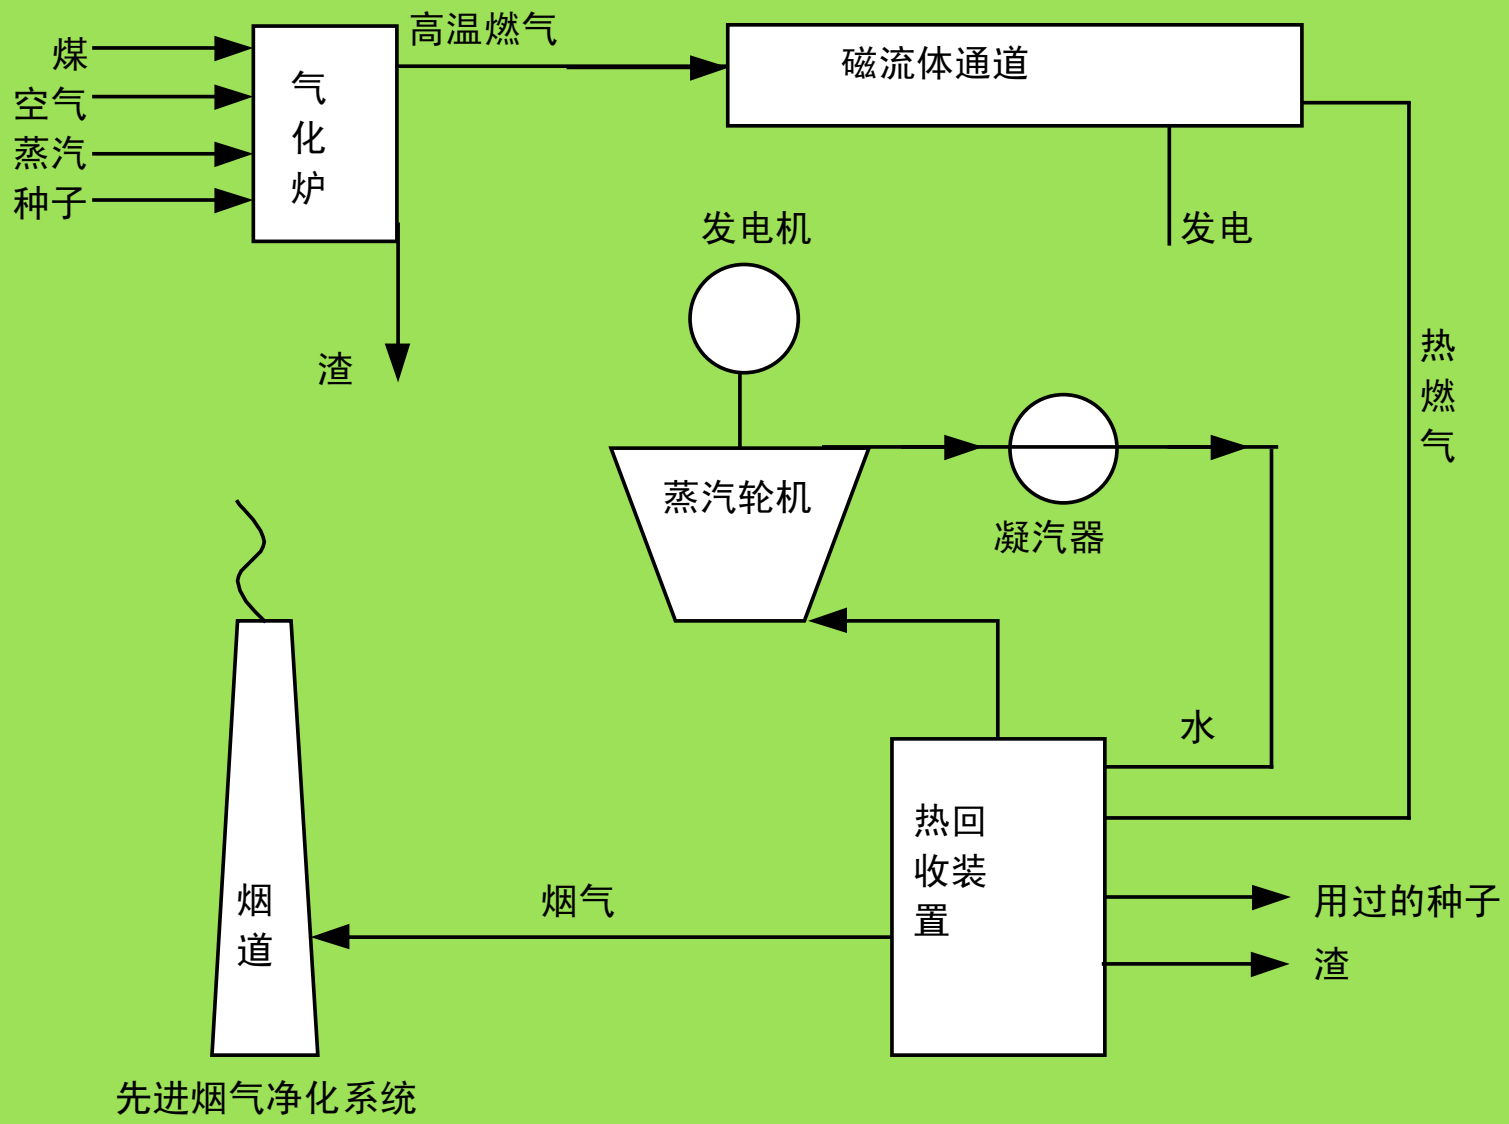 高温燃气
煤
空气
蒸汽
种子
气
化
炉
磁流体通道
发电机
发电
渣
热
燃
气
蒸汽轮机
凝汽器
水
热回
收装
置
烟
道
烟气
用过的种子
渣
先进烟气净化系统